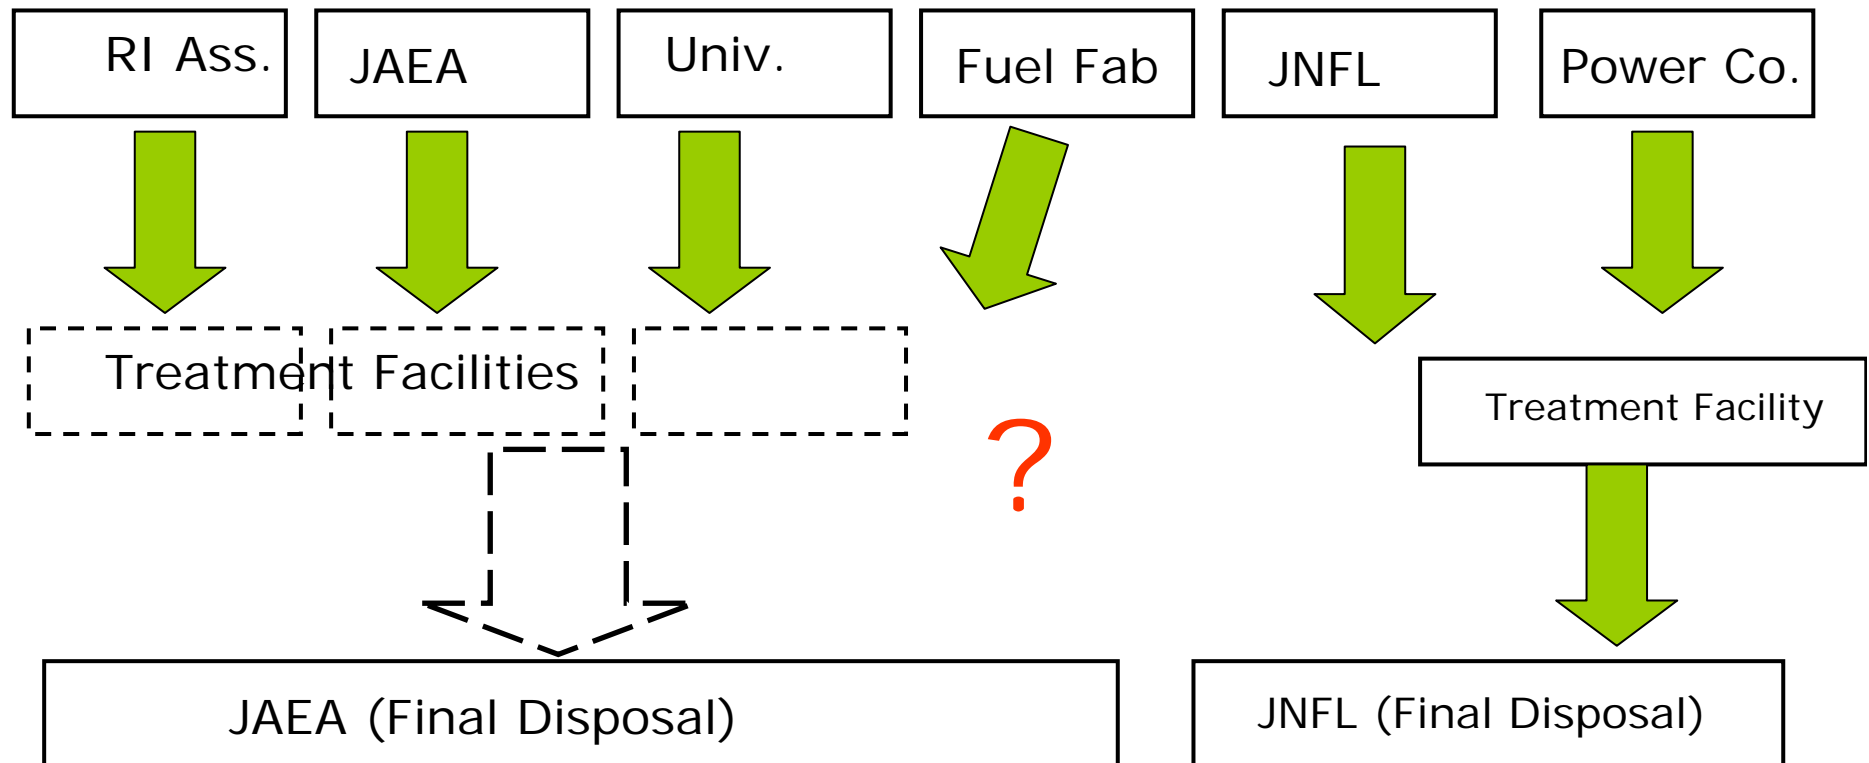 RI Ass.
JAEA
Univ.
Fuel Fab
JNFL
Power Co.
Treatment Facilities
?
Treatment Facility
JAEA (Final Disposal)
JNFL (Final Disposal)